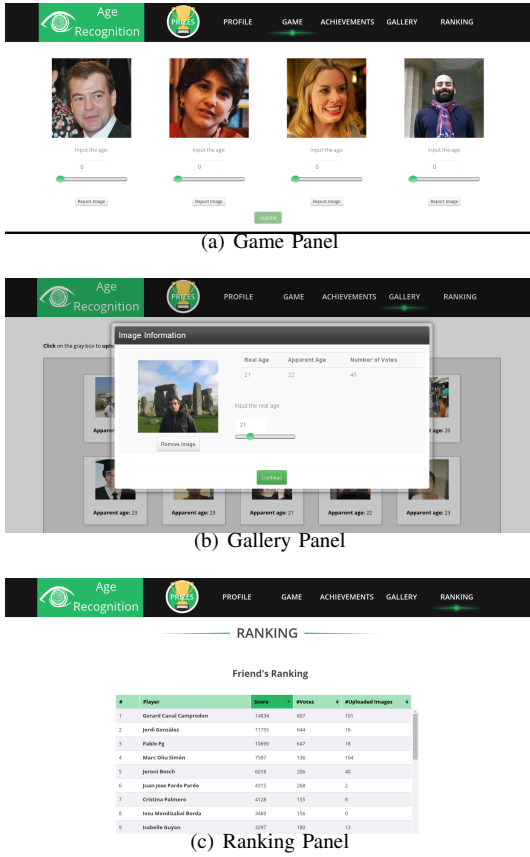 Age
Recognition
PRIZES
PROFILE GAME ACHIEVEMENTS GALLERY RANKING
Input the age: Input the age: Input the age: Input the age:
0 0 0 0
Report Image Report Image Report Image Report Image
Submit
(a) Game Panel
Age
Recognition
PRIZES
PROFILE GAME ACHIEVEMENTS GALLERY RANKING
Click on the gray box to uplo
Image Information
Real Age Apparent Age Number of Votes
21 22 45
Input the real age
21
Remove Image
Continue
Apparen t age: 20
Apparent age: 23 Apparent age: 23 Apparent age: 21 Apparent age: 22 Apparent age: 23
(b) Gallery Panel
Age
Recognition
PRIZES
PROFILE GAME ACHIEVEMENTS GALLERY RANKING
RANKING
Friend's Ranking
# Player Score #Votes #Uploaded Images
1 Gerard Canal Camprodon 14834 607 101
2 Jordi Gonzàlez 11755 644 16
3 Pablo Pg 10699 647 18
4 Marc Oliu Simón 7507 136 104
5 Jeroni Bosch 6018 206 40
6 Juan Jose Pardo Pardo 4315 268 2
7 Cristina Palmero 4128 155 8
8 Iosu Mendizabal Borda 3489 156 0
9 Isabelle Guyon 3297 180 13
(c) Ranking Panel